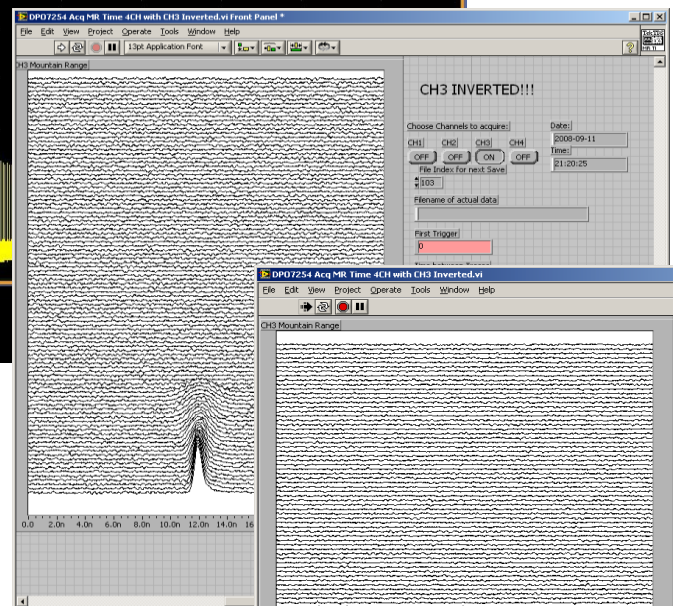 DPO7254 Acq MR Time 4CH with CH3 Inverted.vi Front Panel *
File Edit View Project Operate Tools Window Help
13pt Application Font
CH3 Mountain Range
CH3 INVERTED!!!
Choose Channels to acquire:
Date:
CH1 CH2 CH3 CH4
2008-09-11
OFF OFF ON OFF
Time:
File Index for next Save
21:20:25
103
Filename of actual data
First Trigger
0
DPO7254 Acq MR Time 4CH with CH3 Inverted.vi
File Edit View Project Operate Tools Window Help
CH3 Mountain Range
0.0 2.0n 4.0n 6.0n 8.0n 10.0n 12.0n 14.0n 16